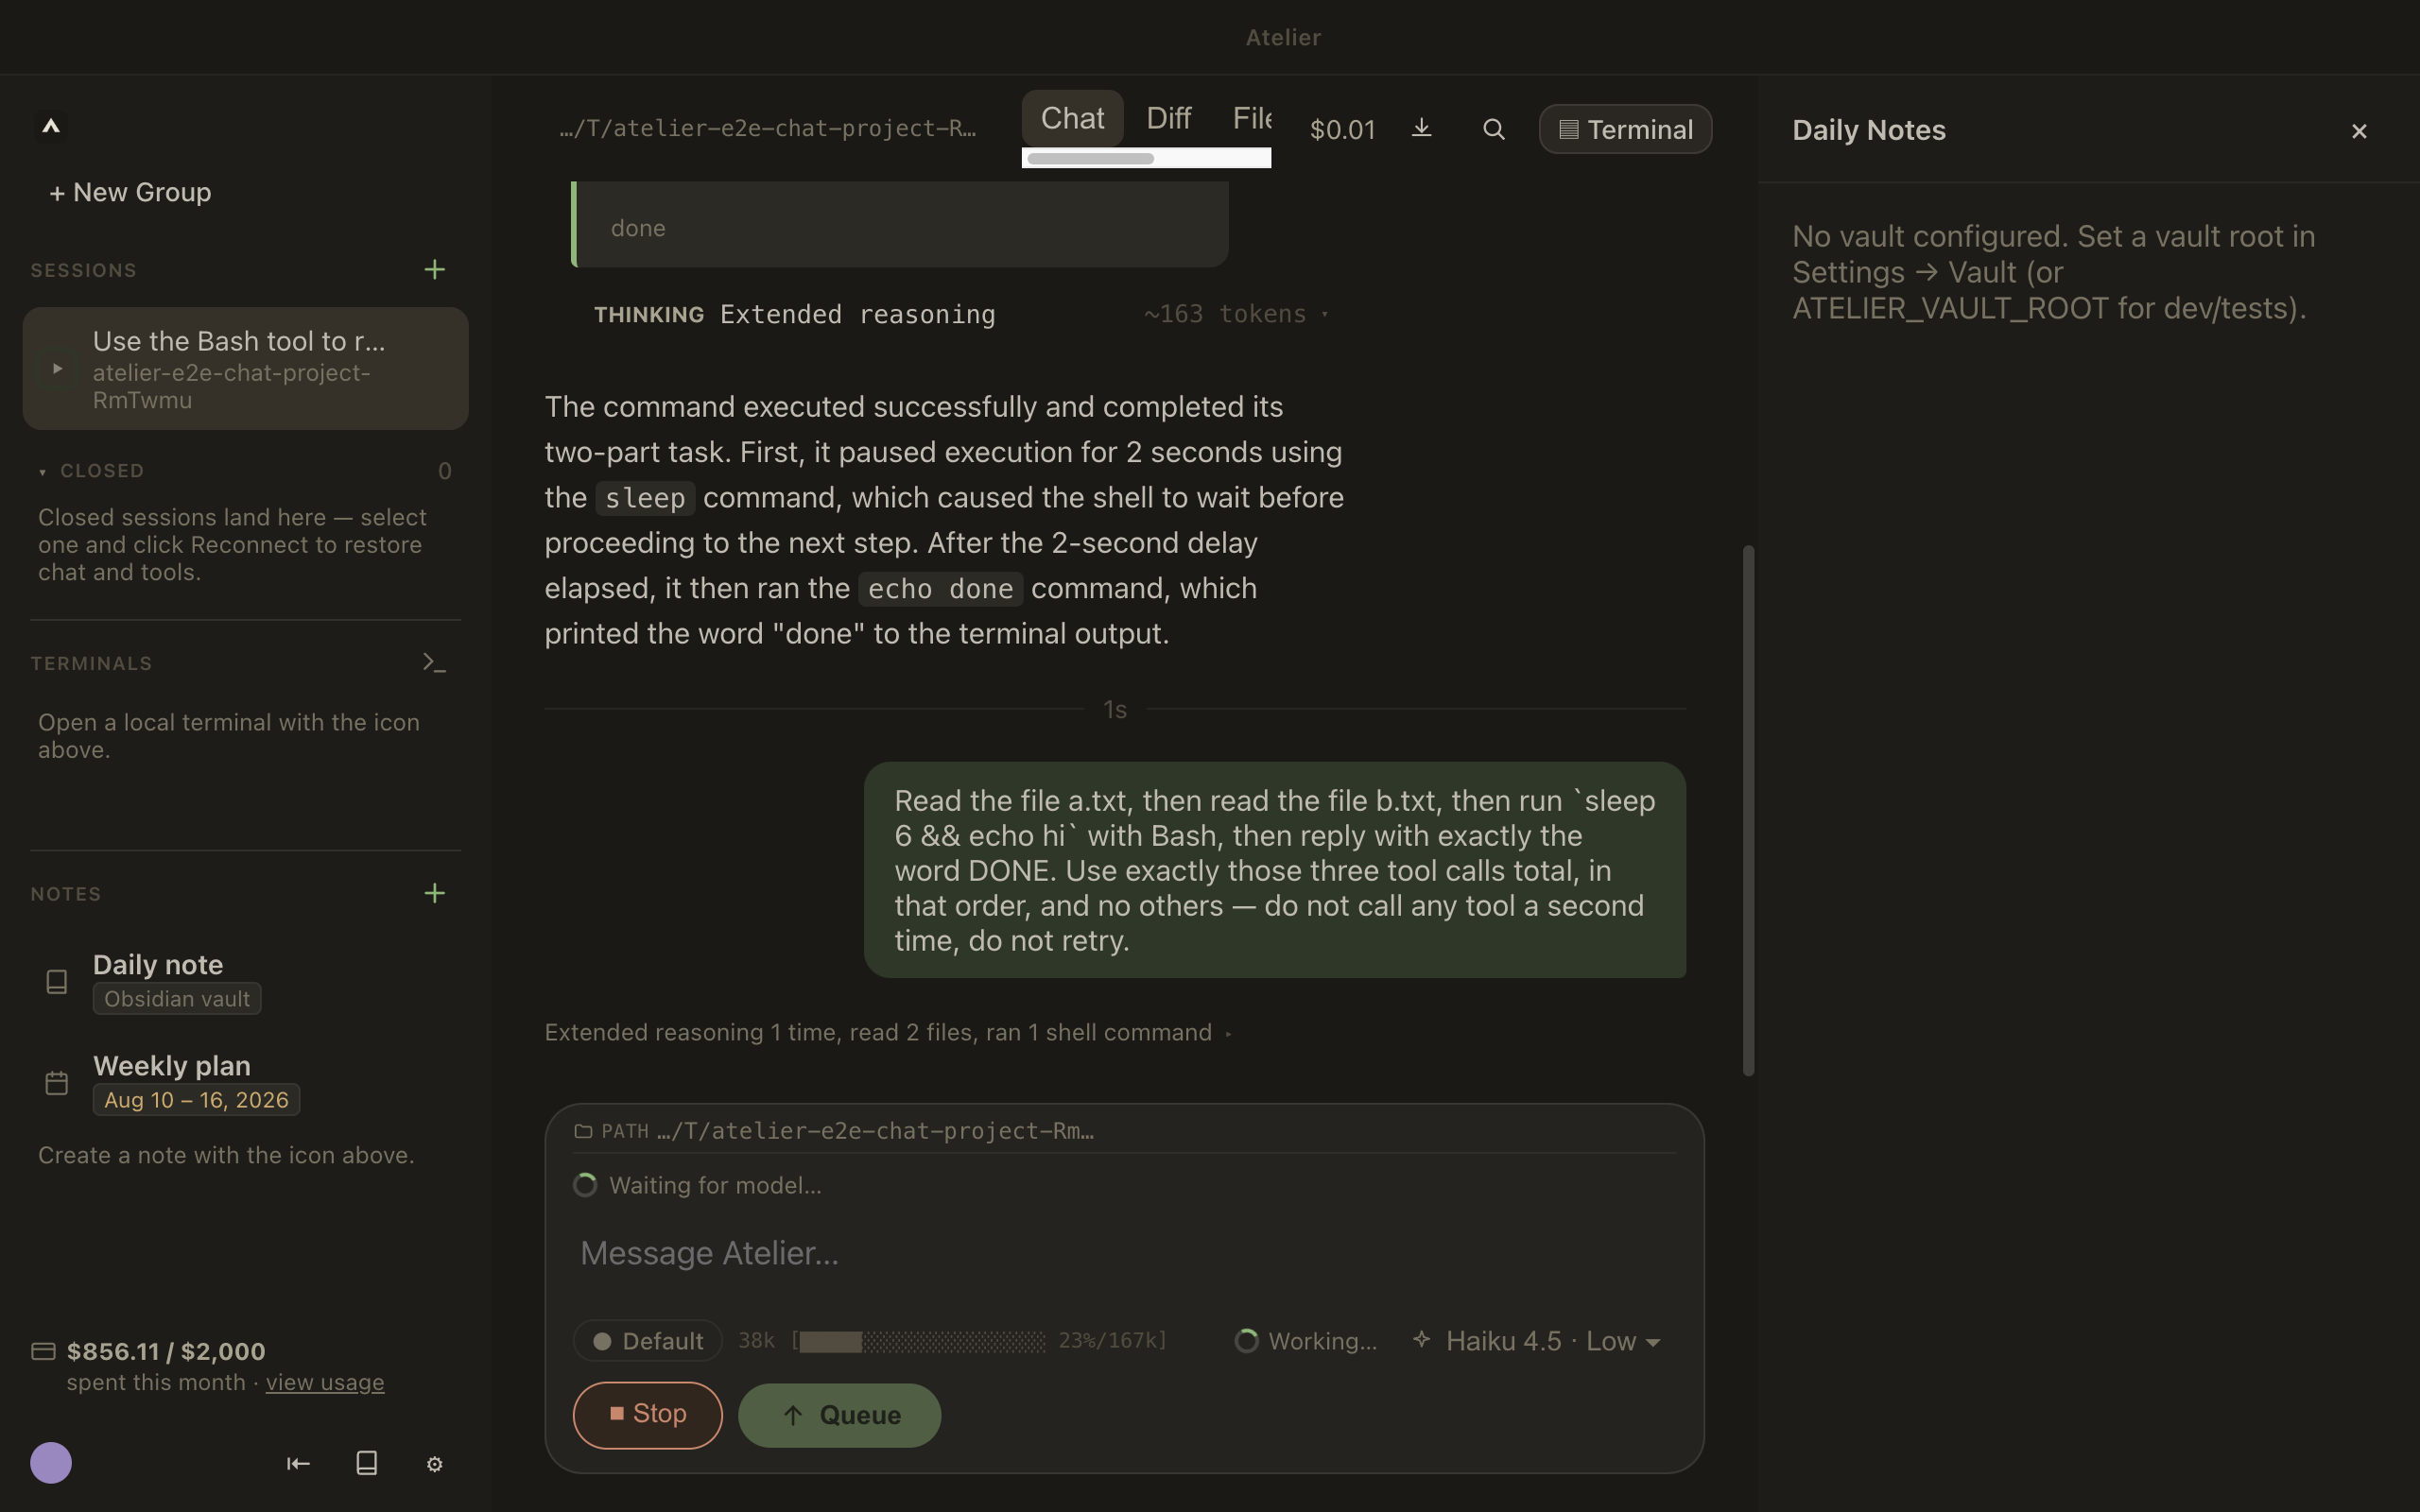 Atelier
+ New Group
SESSIONS
Use the Bash tool to r...
atelier-e2e-chat-project-
RmTwmu
CLOSED 0
Closed sessions land here — select
one and click Reconnect to restore
chat and tools.
TERMINALS
Open a local terminal with the icon
above.
NOTES
Daily note
Obsidian vault
Weekly plan
Aug 10 – 16, 2026
Create a note with the icon above.
$856.11 / $2,000
spent this month · view usage
…/T/atelier-e2e-chat-project-R…
Chat Diff File
$0.01
Terminal
done
THINKING Extended reasoning ~163 tokens
The command executed successfully and completed its
two-part task. First, it paused execution for 2 seconds using
the sleep command, which caused the shell to wait before
proceeding to the next step. After the 2-second delay
elapsed, it then ran the echo done command, which
printed the word "done" to the terminal output.
1s
Read the file a.txt, then read the file b.txt, then run `sleep
6 && echo hi` with Bash, then reply with exactly the
word DONE. Use exactly those three tool calls total, in
that order, and no others — do not call any tool a second
time, do not retry.
Extended reasoning 1 time, read 2 files, ran 1 shell command
PATH …/T/atelier-e2e-chat-project-Rm…
Waiting for model…
Message Atelier…
Default 38k [ 23%/167k] Working… Haiku 4.5 · Low
Stop
Queue
Daily Notes
No vault configured. Set a vault root in
Settings → Vault (or
ATELIER_VAULT_ROOT for dev/tests).